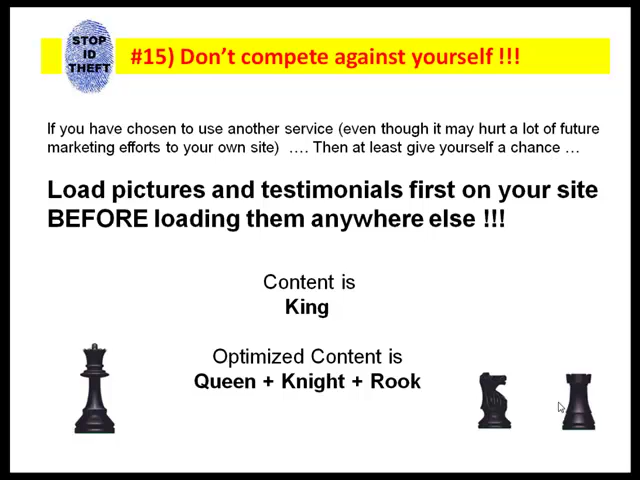 STOP
ID
THEFT
#15) Don't compete against yourself !!!
If you have chosen to use another service (even though it may hurt a lot of future
marketing efforts to your own site) …. Then at least give yourself a chance …
Load pictures and testimonials first on your site
BEFORE loading them anywhere else !!!
Content is
King
Optimized Content is
Queen + Knight + Rook